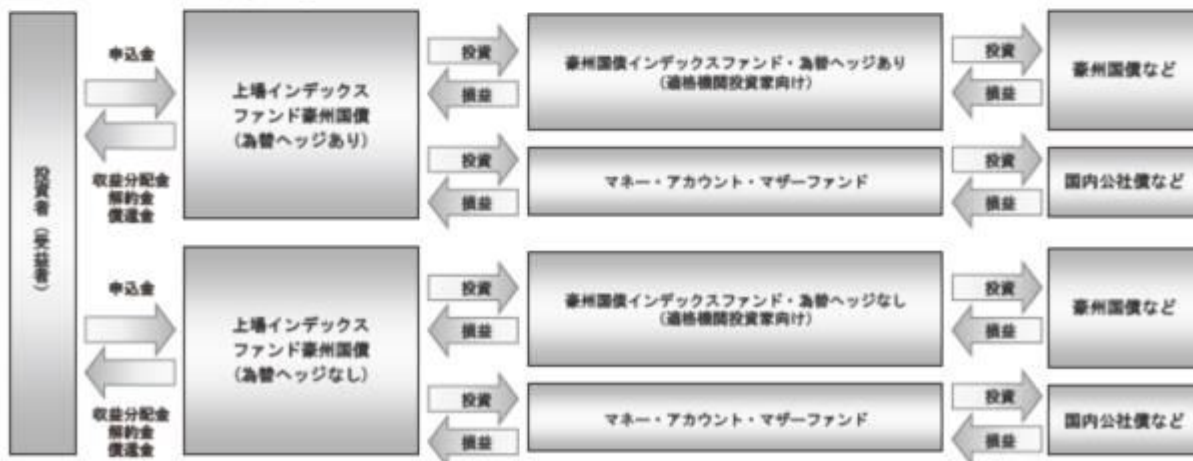 投資者（受益者）
申込金
収益分配金
解約金
償還金
上場インデックス
ファンド豪州国債
（為替ヘッジあり）
投資
損益
豪州国債インデックスファンド・為替ヘッジあり
（適格機関投資家向け）
投資
損益
豪州国債など
投資
損益
マネー・アカウント・マザーファンド
投資
損益
国内公社債など
申込金
収益分配金
解約金
償還金
上場インデックス
ファンド豪州国債
（為替ヘッジなし）
投資
損益
豪州国債インデックスファンド・為替ヘッジなし
（適格機関投資家向け）
投資
損益
豪州国債など
投資
損益
マネー・アカウント・マザーファンド
投資
損益
国内公社債など